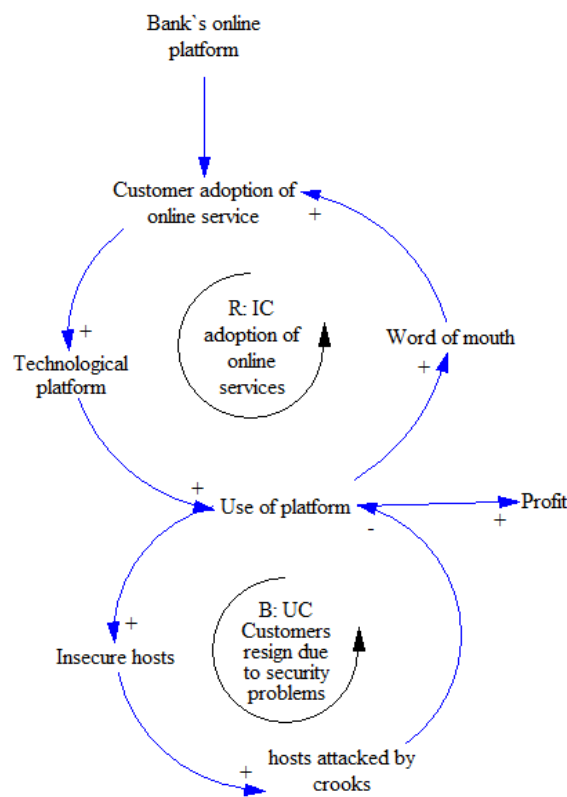 Bank`s online
platform
Customer adoption of
online service
+
R: IC
adoption of
online
services
+
Technological
platform
Word of mouth
+
+
Use of platform
-
Profit
+
B: UC
Customers
resign due
to security
problems
+
Insecure hosts
+
hosts attacked by
crooks